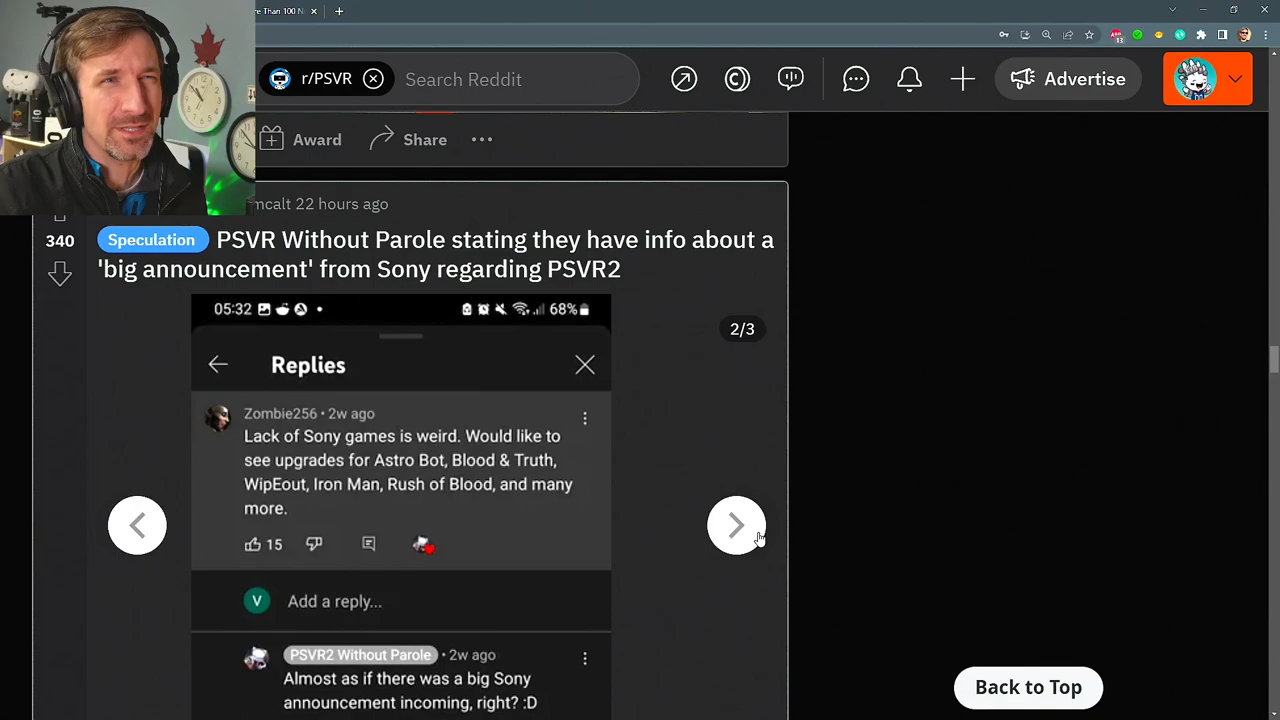 re Than 100 N
r/PSVR
Search Reddit
Advertise
Award
Share
mcalt 22 hours ago
340
Speculation PSVR Without Parole stating they have info about a
'big announcement' from Sony regarding PSVR2
05:32
68%
2/3
Replies
Zombie256 • 2w ago
Lack of Sony games is weird. Would like to
see upgrades for Astro Bot, Blood & Truth,
WipEout, Iron Man, Rush of Blood, and many
more.
15
V
Add a reply...
PSVR2 Without Parole • 2w ago
Almost as if there was a big Sony
announcement incoming, right? :D
Back to Top